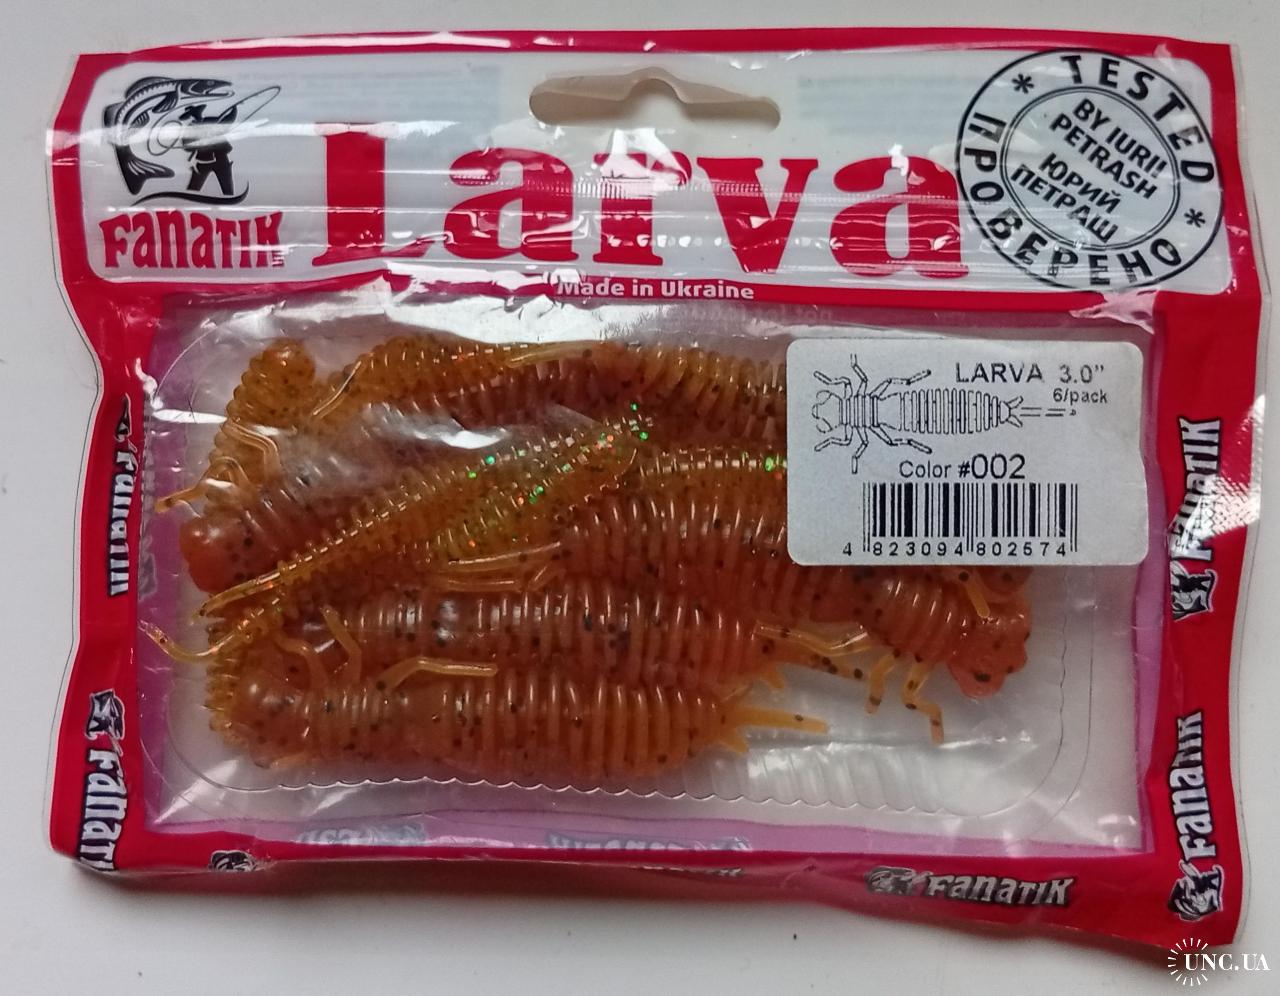 Larva
Fanatik
Made in Ukraine
TESTED
BY IURII
PETRASH
ЮРИЙ
ПЕТРАШ
ПРОВЕРЕНО
LARVA 3.0"
6/pack
Color #002
4 823094 802574
Fanatik
Fanatik
Fanatik
Fanatik
Fanatik
UNC.UA